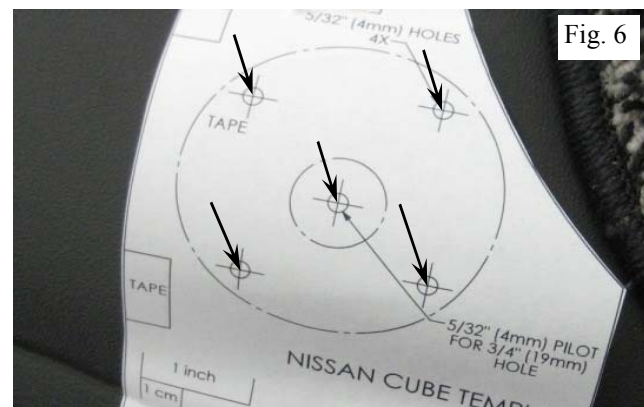 Fig. 6
5/32" (4mm) HOLES
4X
TAPE
TAPE
5/32" (4mm) PILOT
FOR 3/4" (19mm)
HOLE
1 inch
1 cm
NISSAN CUBE